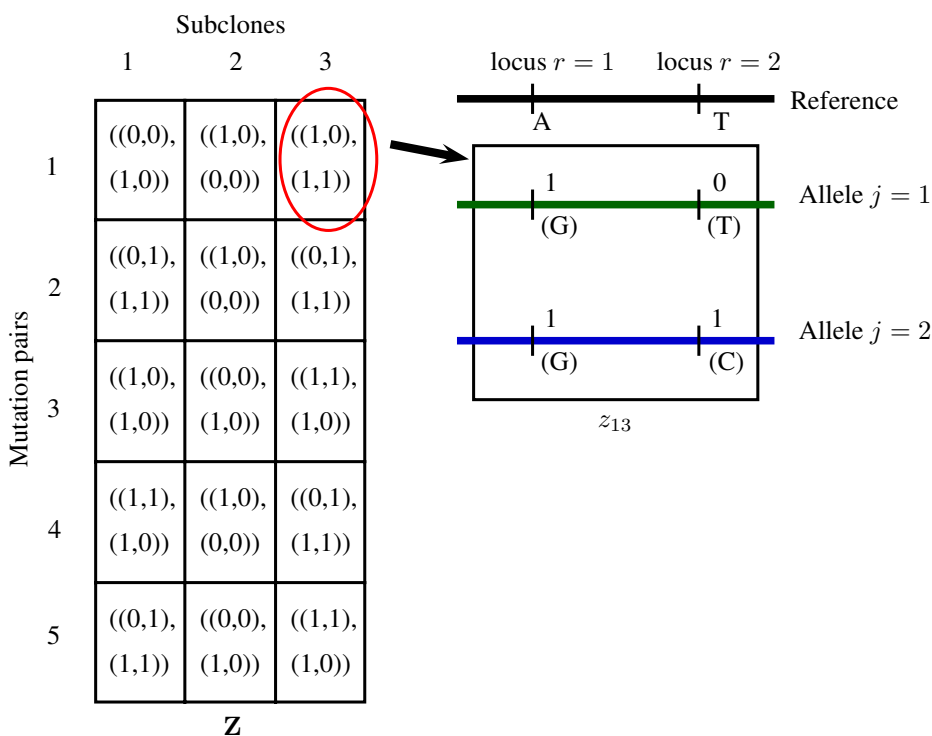 Subclones
1 2 3
Mutation pairs
1 ((0,0), ((1,0), ((1,0),
(1,0)) (0,0)) (1,1))
2 ((0,1), ((1,0), ((0,1),
(1,1)) (0,0)) (1,1))
3 ((1,0), ((0,0), ((1,1),
(1,0)) (1,0)) (1,0))
4 ((1,1), ((1,0), ((0,1),
(1,0)) (0,0)) (1,1))
5 ((0,1), ((0,0), ((1,1),
(1,1)) (1,0)) (1,0))
Z
locus r = 1 locus r = 2
Reference
A T
1 0
Allele j = 1
(G) (T)
1 1
Allele j = 2
(G) (C)
z₁₃